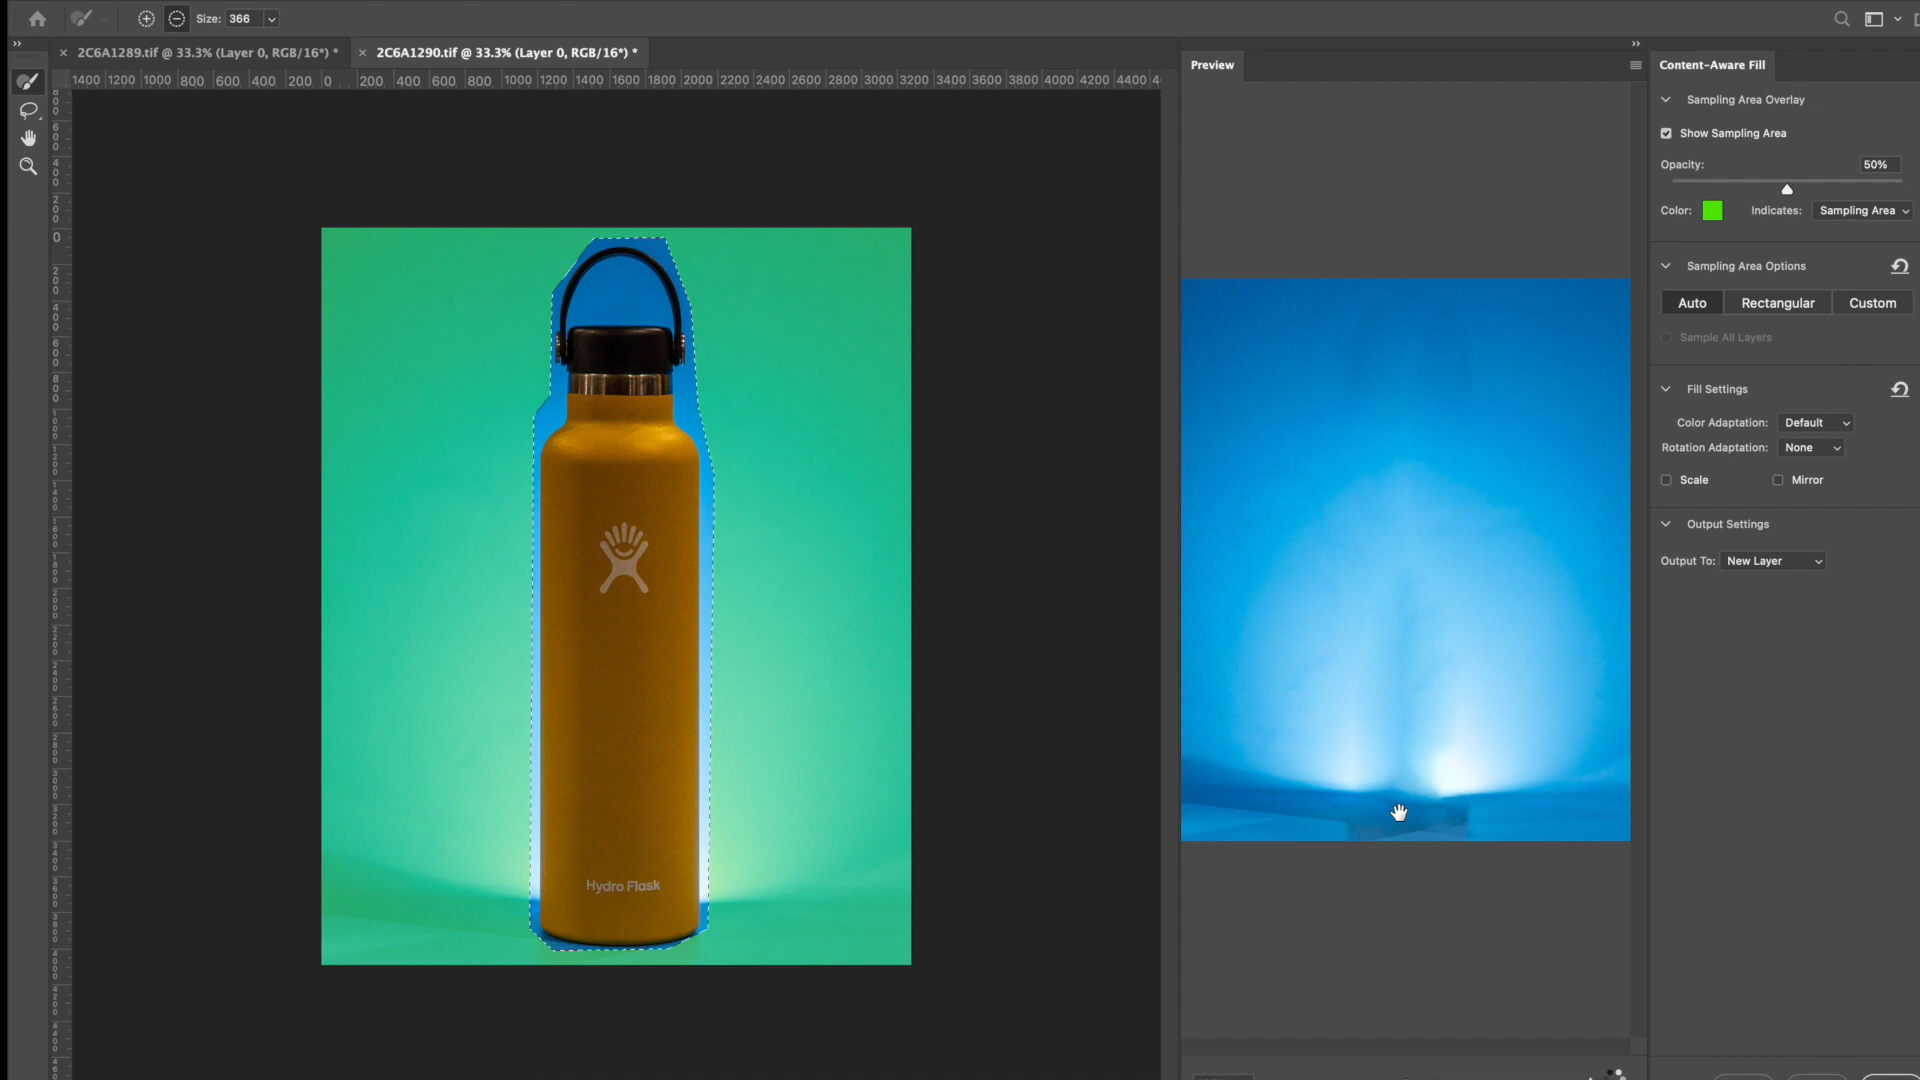 Size: 366
2C6A1289.tif @ 33.3% (Layer 0, RGB/16*) *
2C6A1290.tif @ 33.3% (Layer 0, RGB/16*) *
1400 1200 1000 800 600 400 200 0 200 400 600 800 1000 1200 1400 1600 1800 2000 2200 2400 2600 2800 3000 3200 3400 3600 3800 4000 4200 4400
Preview
Content-Aware Fill
Sampling Area Overlay
Show Sampling Area
Opacity: 50%
Color: Indicates: Sampling Area
Sampling Area Options
Auto Rectangular Custom
Sample All Layers
Fill Settings
Color Adaptation: Default
Rotation Adaptation: None
Scale Mirror
Output Settings
Output To: New Layer
Hydro Flask